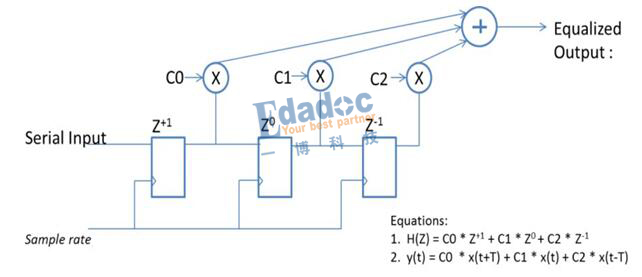 Equalized
Output :
C0
X
C1
X
C2
X
+
Edadoc
Your best partner
一博科技
Serial Input
Z+1
Z0
Z-1
Sample rate
Equations:
1. H(Z) = C0 * Z+1 + C1 * Z0 + C2 * Z-1
2. y(t) = C0 * x(t+T) + C1 * x(t) + C2 * x(t-T)